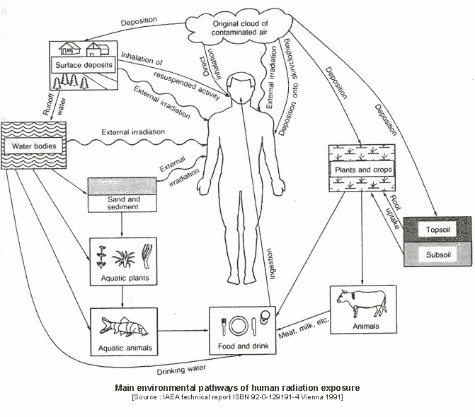 Original cloud of
contaminated air
Deposition
Surface deposits
Inhalation of
resuspended activity
External irradiation
Direct
inhalation
External irradiation
Deposition onto
skin/clothing
Deposition
Deposition
Runoff
water
Water bodies
External irradiation
External
irradiation
Sand and
sediment
Plants and crops
Root
uptake
Topsoil
Subsoil
Aquatic plants
Ingestion
Aquatic animals
Food and drink
Meat, milk, etc.
Animals
Drinking water
Main environmental pathways of human radiation exposure
[Source : IAEA technical report ISBN 92-0-129191-4 Vienna 1991]